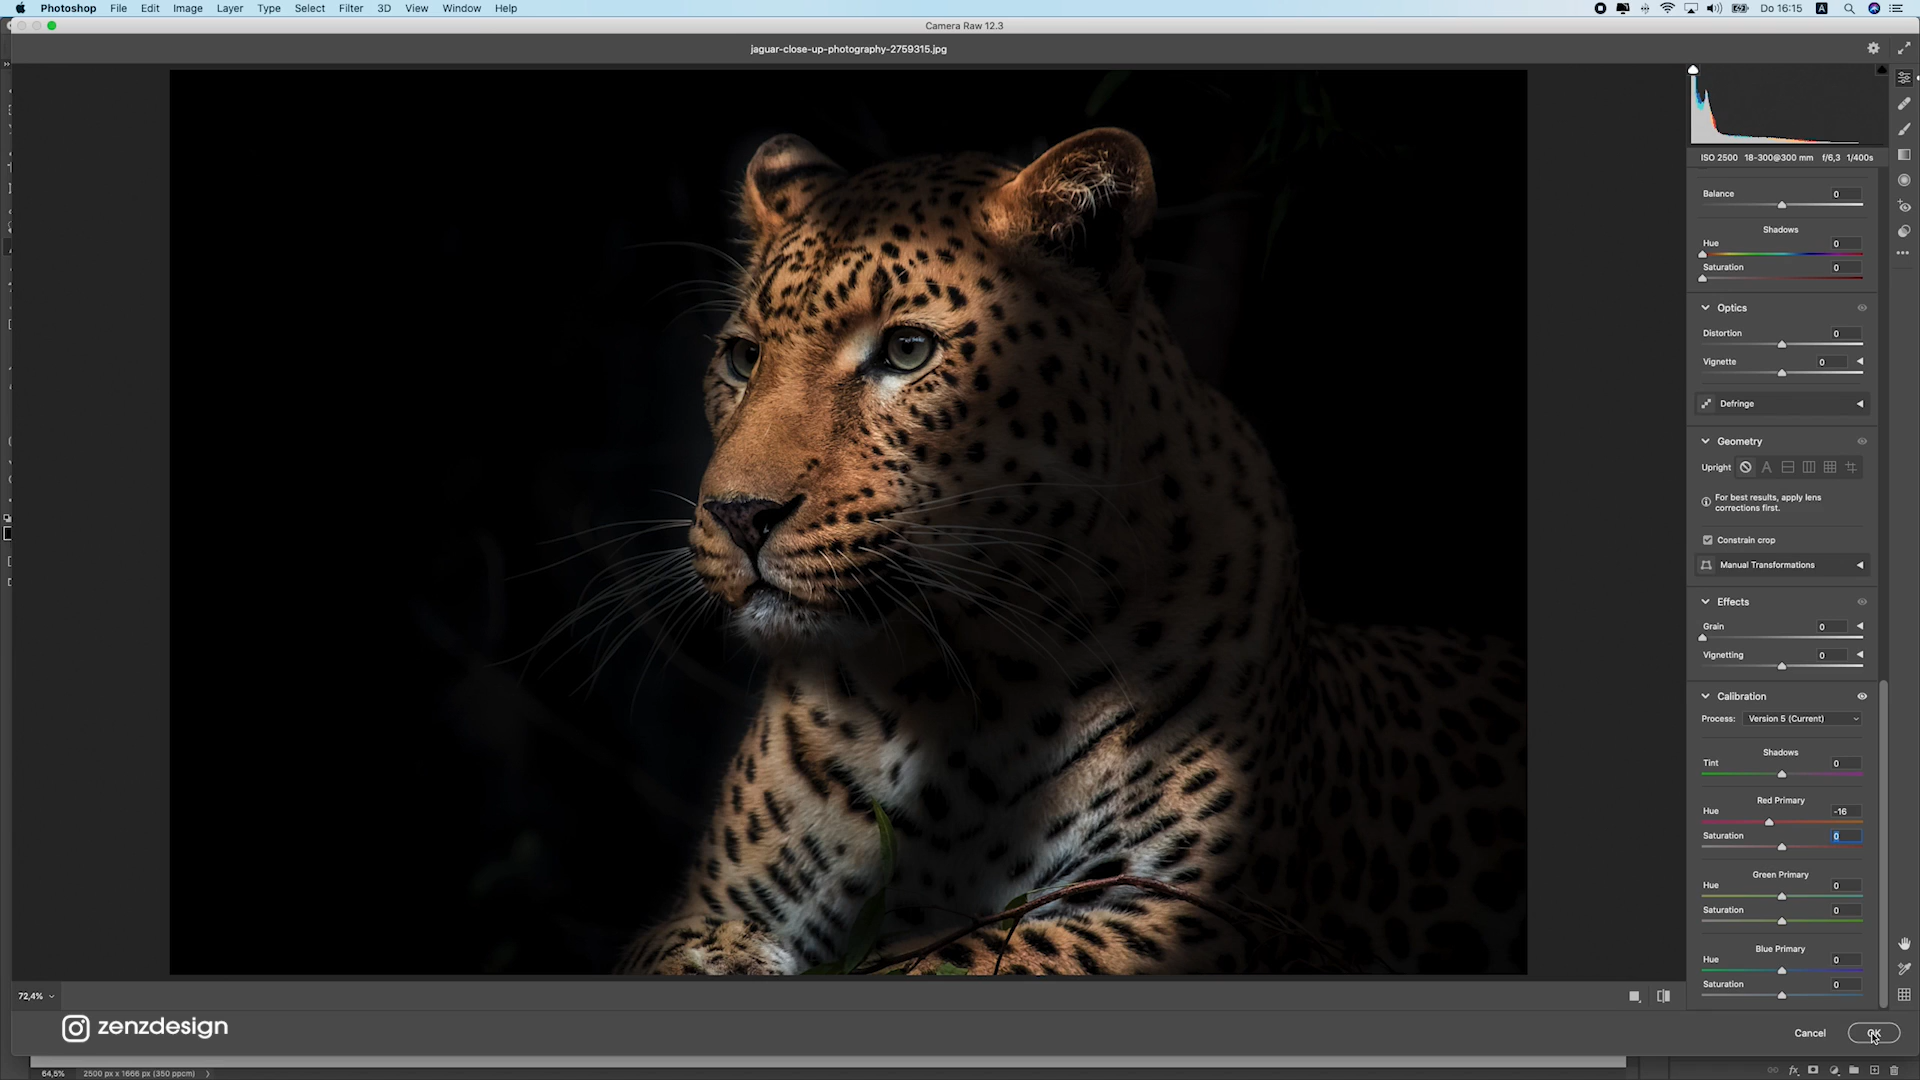 Photoshop File Edit Image Layer Type Select Filter 3D View Window Help Do 16:15 A
Camera Raw 12.3
jaguar-close-up-photography-2759315.jpg
ISO 2500 18-300@300 mm f/6,3 1/400s
Balance 0
Shadows
Hue 0
Saturation 0
Optics
Distortion 0
Vignette 0
Defringe
Geometry
Upright A
For best results, apply lens
corrections first.
Constrain crop
Manual Transformations
Effects
Grain 0
Vignetting 0
Calibration
Process: Version 5 (Current)
Shadows
Tint 0
Red Primary
Hue -16
Saturation 0
Green Primary
Hue 0
Saturation 0
Blue Primary
Hue 0
Saturation 0
72,4%
zenzdesign
Cancel OK
64,5% 2500 px x 1666 px (350 ppcm)
fx